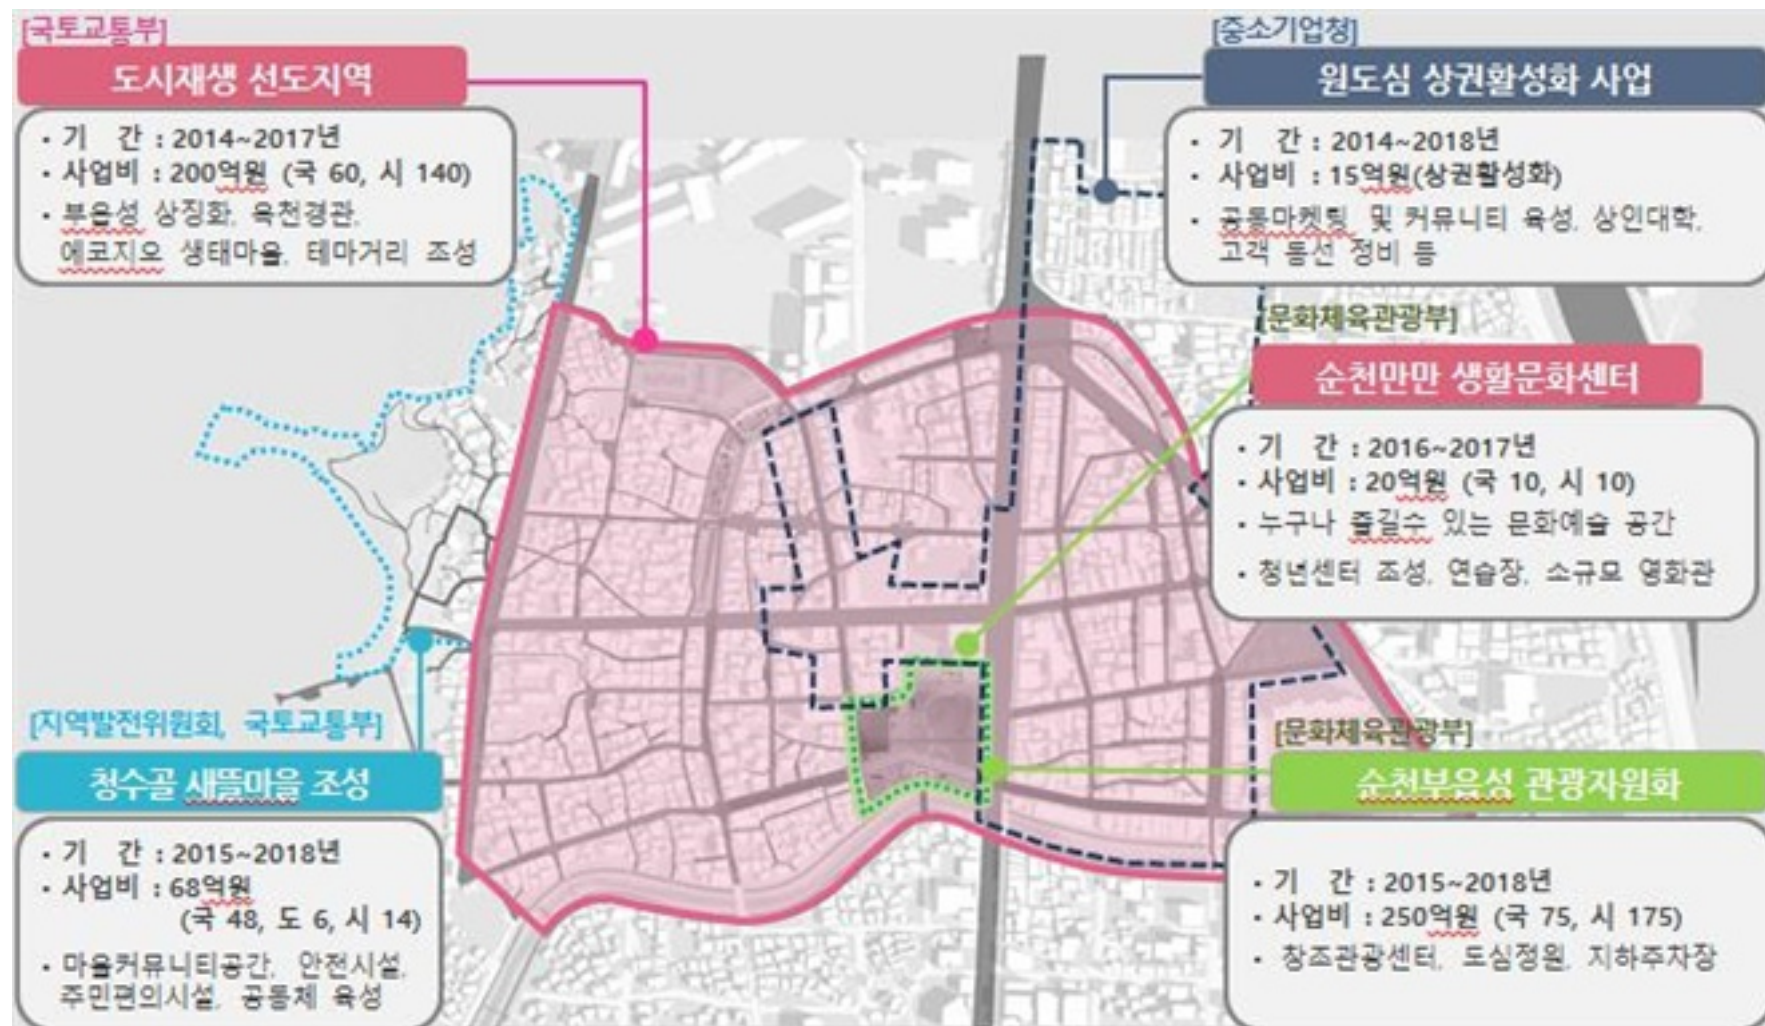 [국토교통부]
도시재생 선도지역
• 기 간 : 2014~2017년
• 사업비 : 200억원 (국 60, 시 140)
• 부읍성 상징화, 옥천경관,
에코지오 생태마을, 테마거리 조성
[중소기업청]
원도심 상권활성화 사업
• 기 간 : 2014~2018년
• 사업비 : 15억원(상권활성화)
• 공동마켓팅 및 커뮤니티 육성, 상인대학,
고객 동선 정비 등
[문화체육관광부]
순천만만 생활문화센터
• 기 간 : 2016~2017년
• 사업비 : 20억원 (국 10, 시 10)
• 누구나 즐길수 있는 문화예술 공간
• 청년센터 조성, 연습장, 소규모 영화관
[지역발전위원회, 국토교통부]
청수골 새뜰마을 조성
• 기 간 : 2015~2018년
• 사업비 : 68억원
(국 48, 도 6, 시 14)
• 마을커뮤니티공간, 안전시설,
주민편의시설, 공동체 육성
[문화체육관광부]
순천부읍성 관광자원화
• 기 간 : 2015~2018년
• 사업비 : 250억원 (국 75, 시 175)
• 창조관광센터, 도심정원, 지하주차장